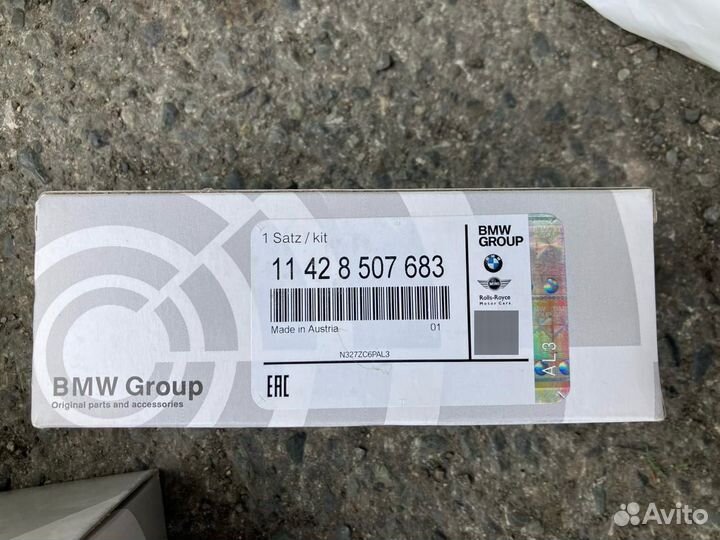 1 Satz / kit
11 42 8 507 683
Made in Austria 01
N327ZC6PAL3
EAC
BMW
GROUP
Rolls-Royce
Motor Cars
AL3
BMW Group
Original parts and accessories
Avito